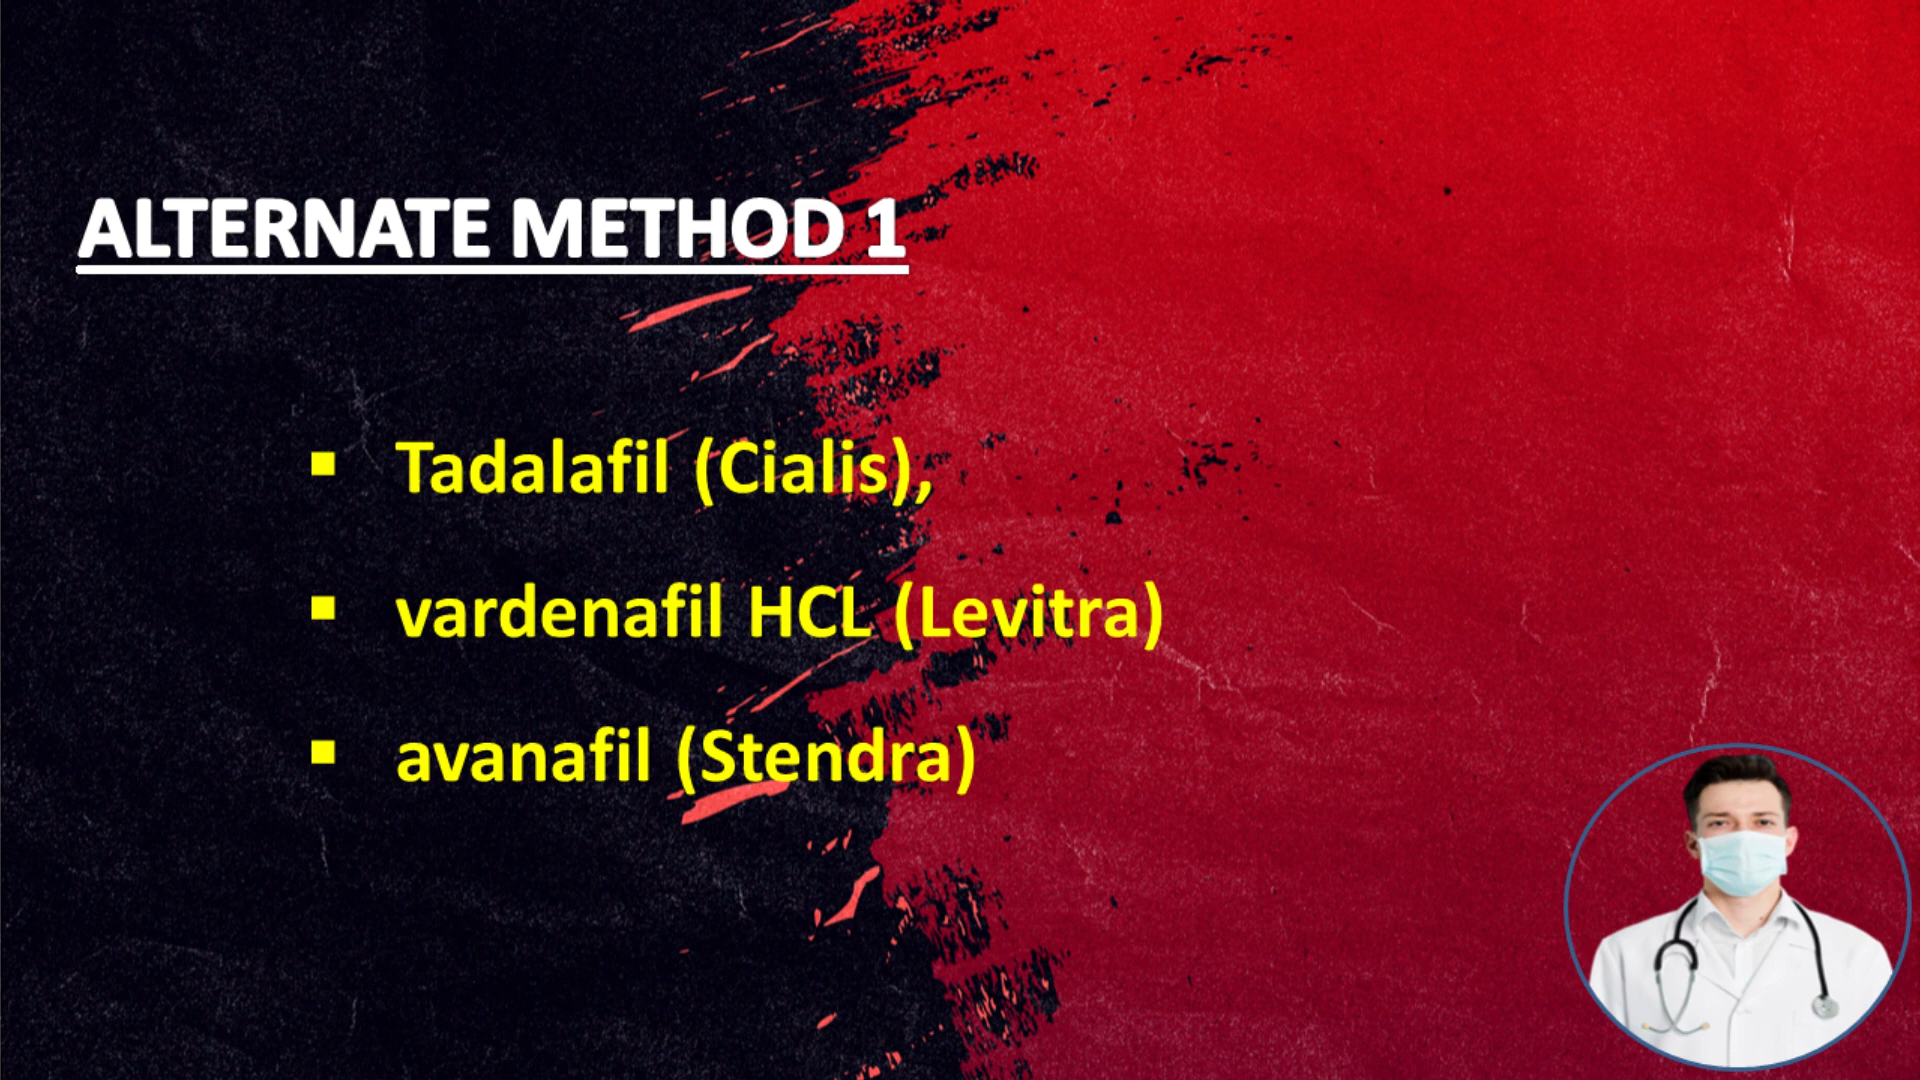 ALTERNATE METHOD 1
▪ Tadalafil (Cialis),
▪ vardenafil HCL (Levitra)
▪ avanafil (Stendra)